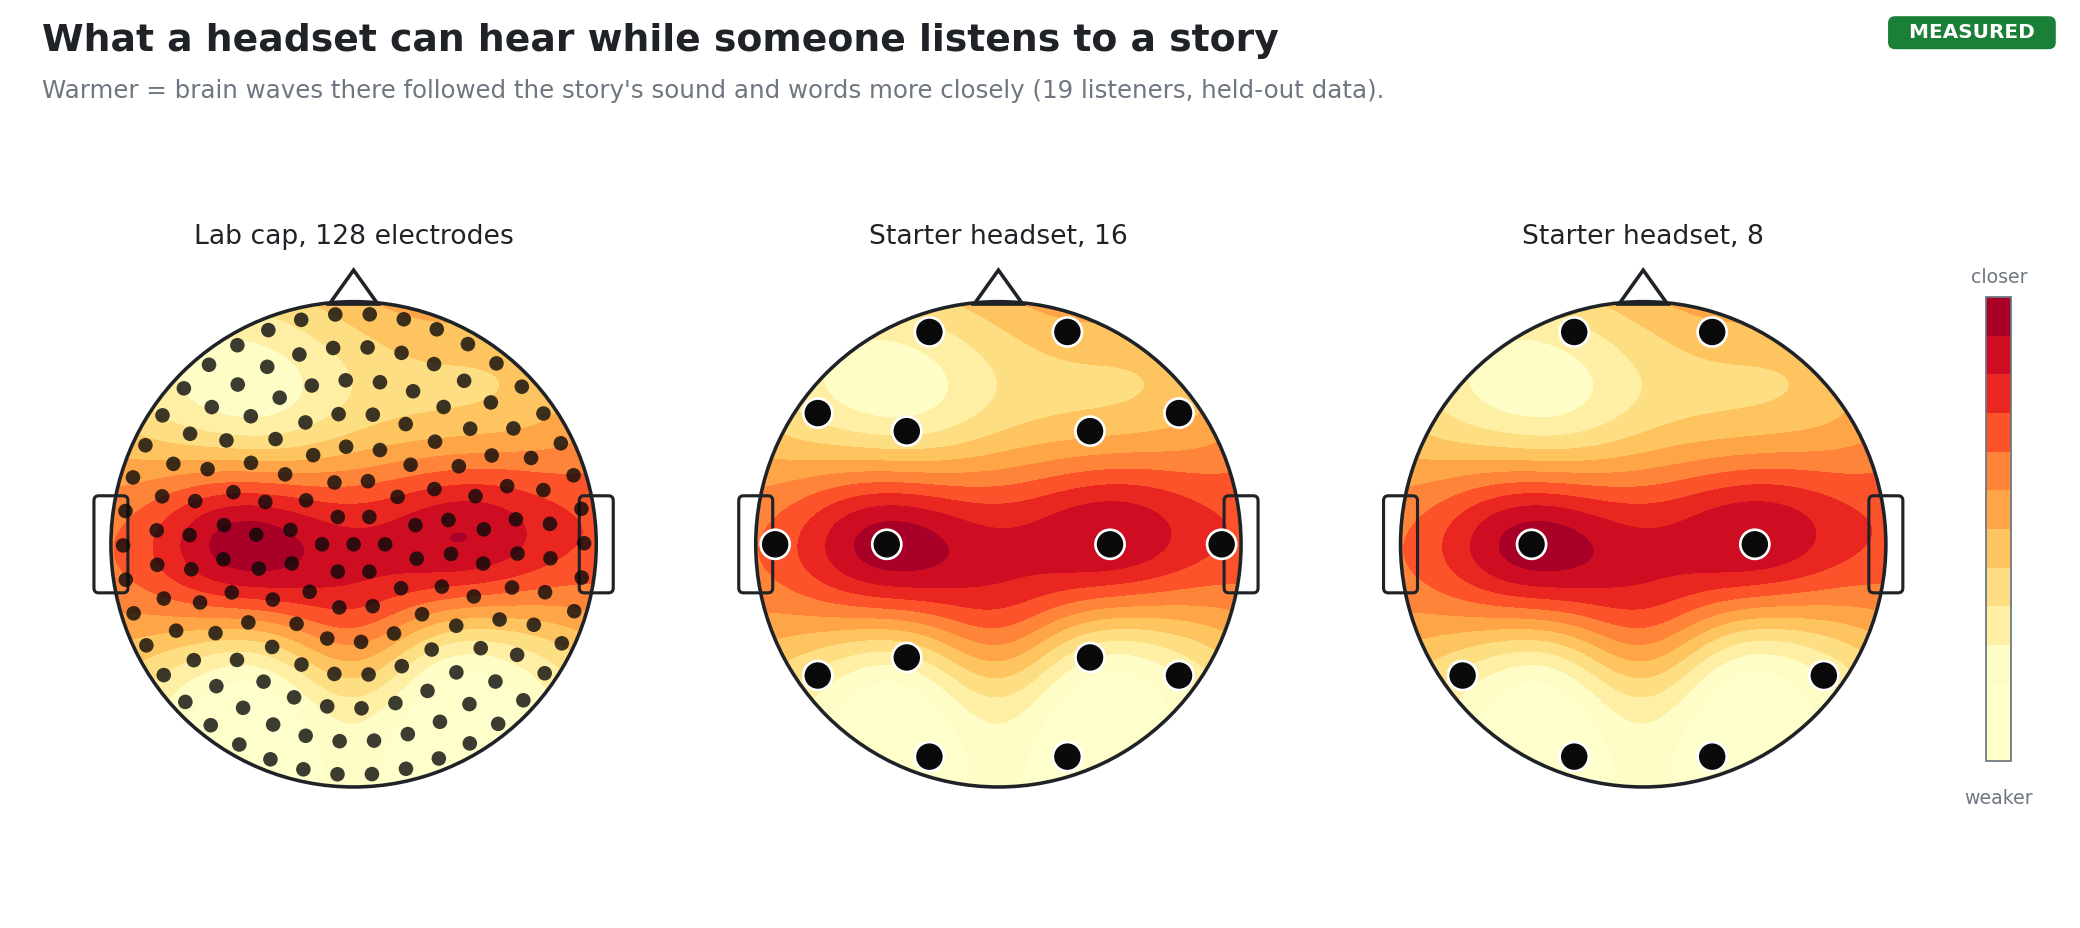 What a headset can hear while someone listens to a story
MEASURED
Warmer = brain waves there followed the story's sound and words more closely (19 listeners, held-out data).
Lab cap, 128 electrodes
Starter headset, 16
Starter headset, 8
closer
weaker